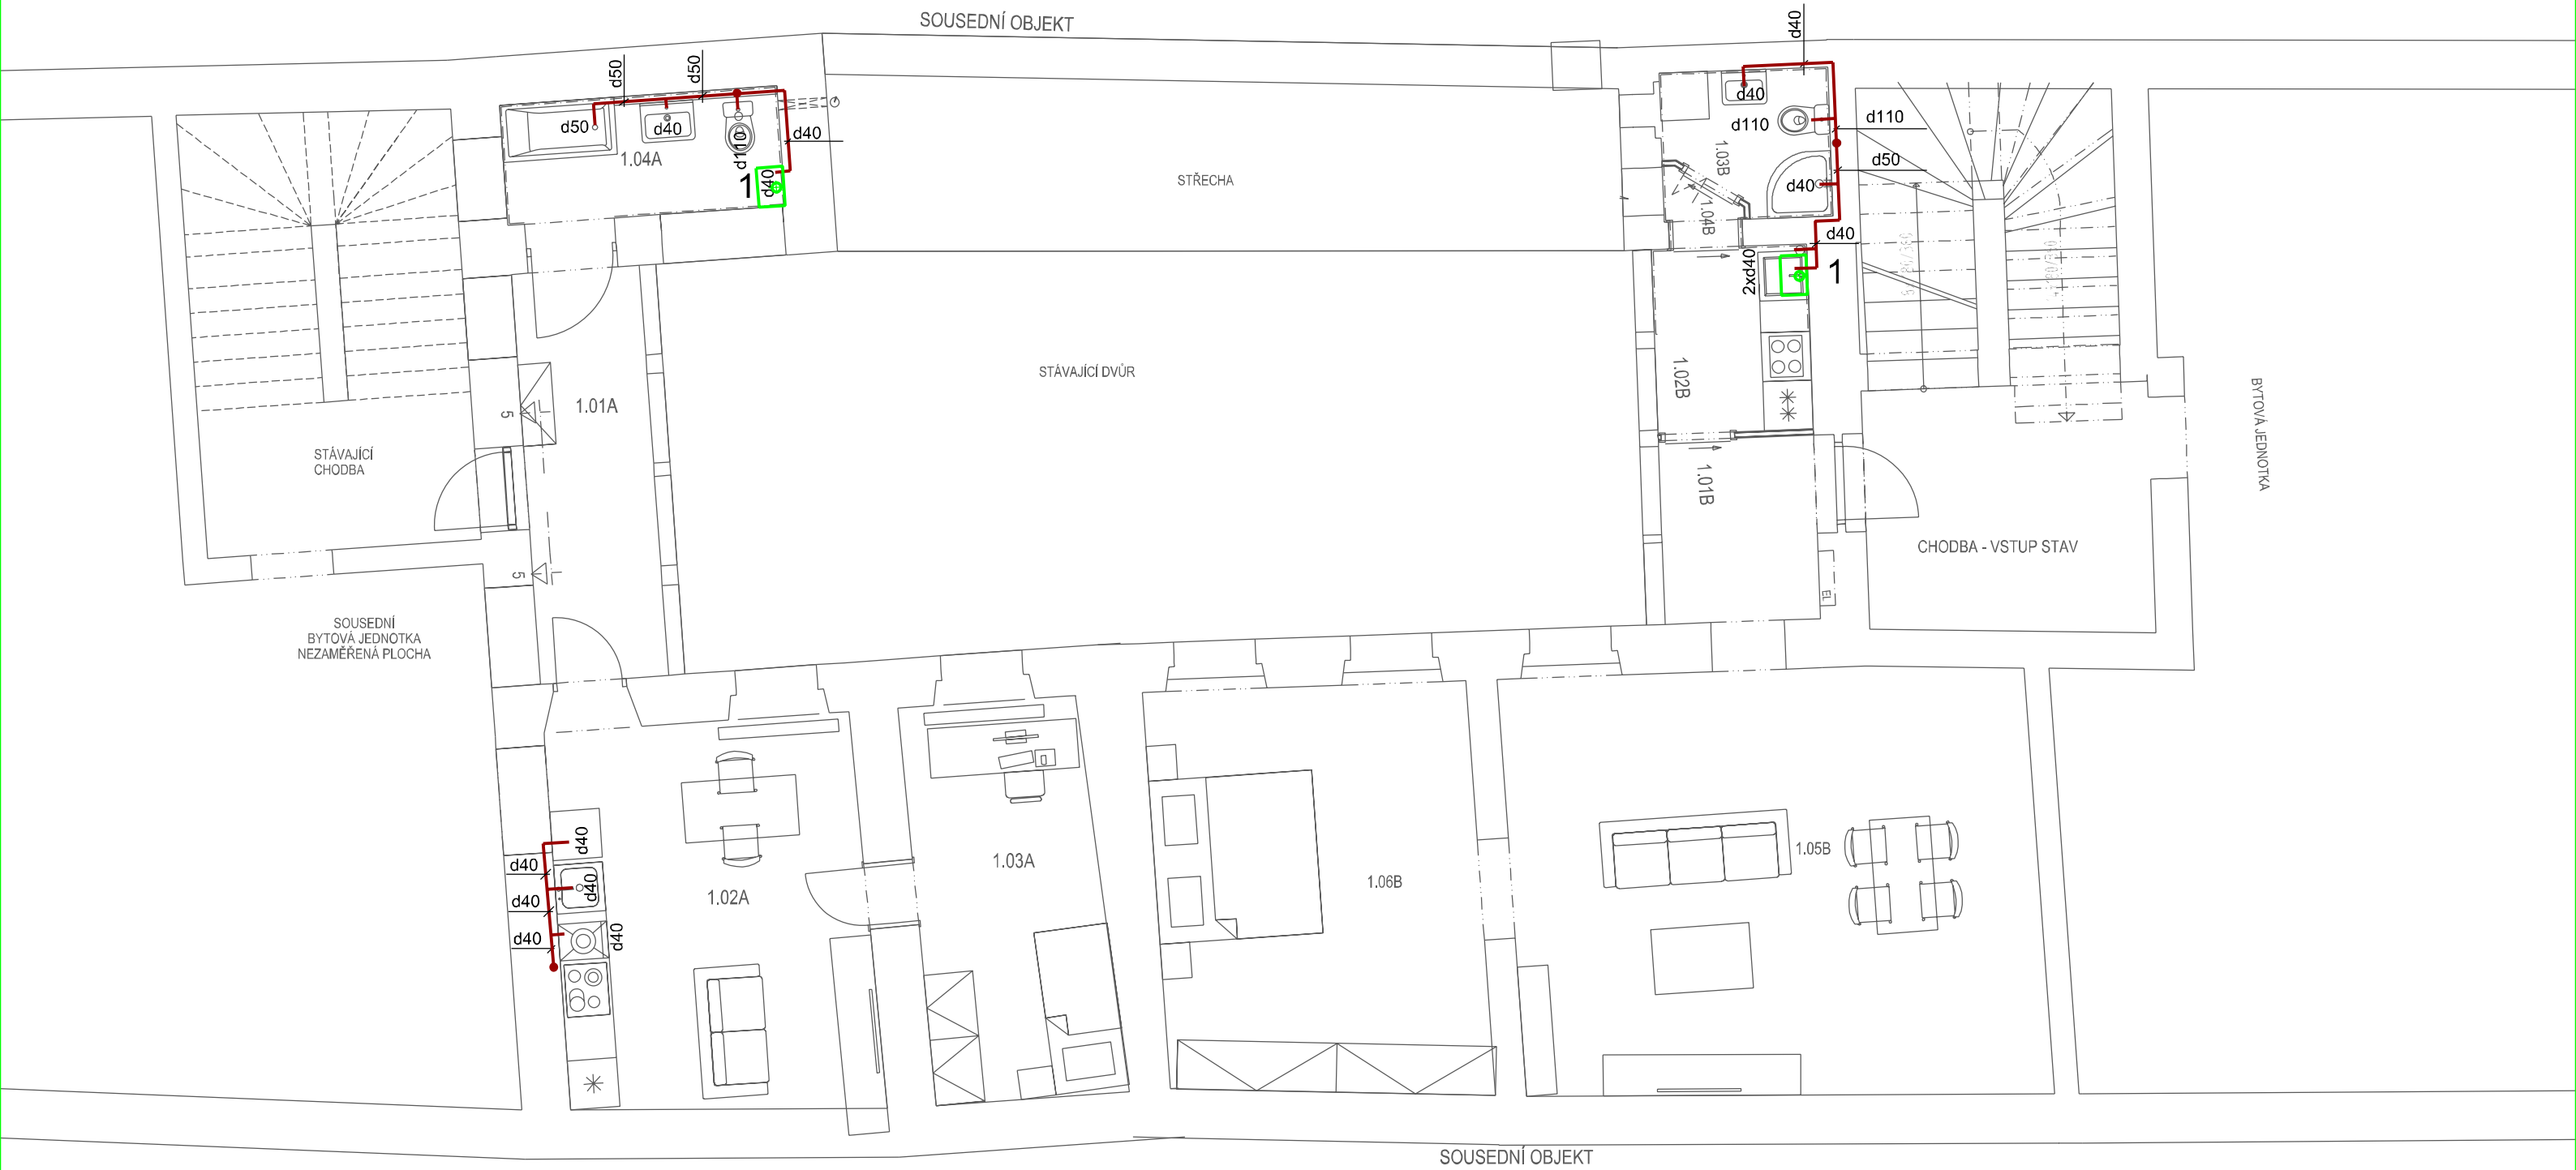 SOUSEDNÍ OBJEKT
d40
d50
d50
d50
d40
d110
d40
1.04A
d40
1
STŘECHA
d40
d110
d110
1.03B
d50
d40
1.04B
d40
2xd40
1
STÁVAJÍCÍ DVŮR
1.02B
1.01A
5
BYTOVÁ JEDNOTKA
STÁVAJÍCÍ
CHODBA
1.01B
CHODBA - VSTUP STAV
5
EL
SOUSEDNÍ
BYTOVÁ JEDNOTKA
NEZAMĚŘENÁ PLOCHA
d40
d40
d40
d40
d40
d40
1.02A
1.03A
1.06B
1.05B
SOUSEDNÍ OBJEKT